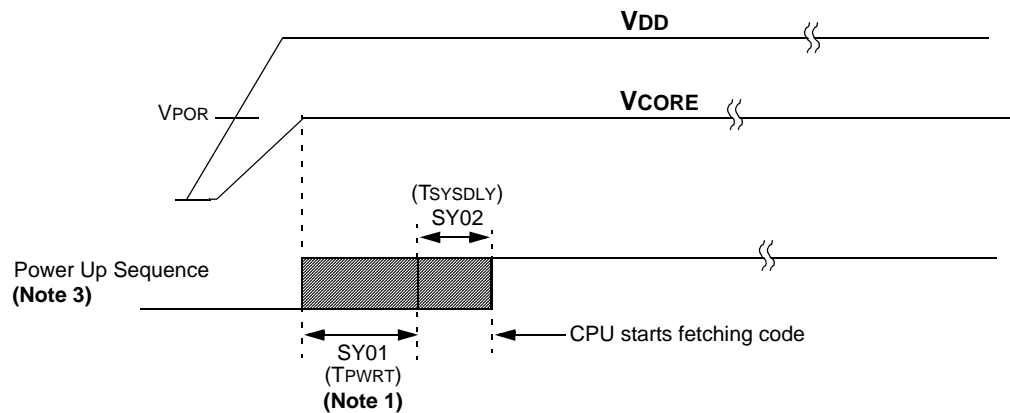 VDD
VPOR
VCORE
(TSYSDLY)
SY02
Power Up Sequence
(Note 3)
CPU starts fetching code
SY01
(TPWRT)
(Note 1)